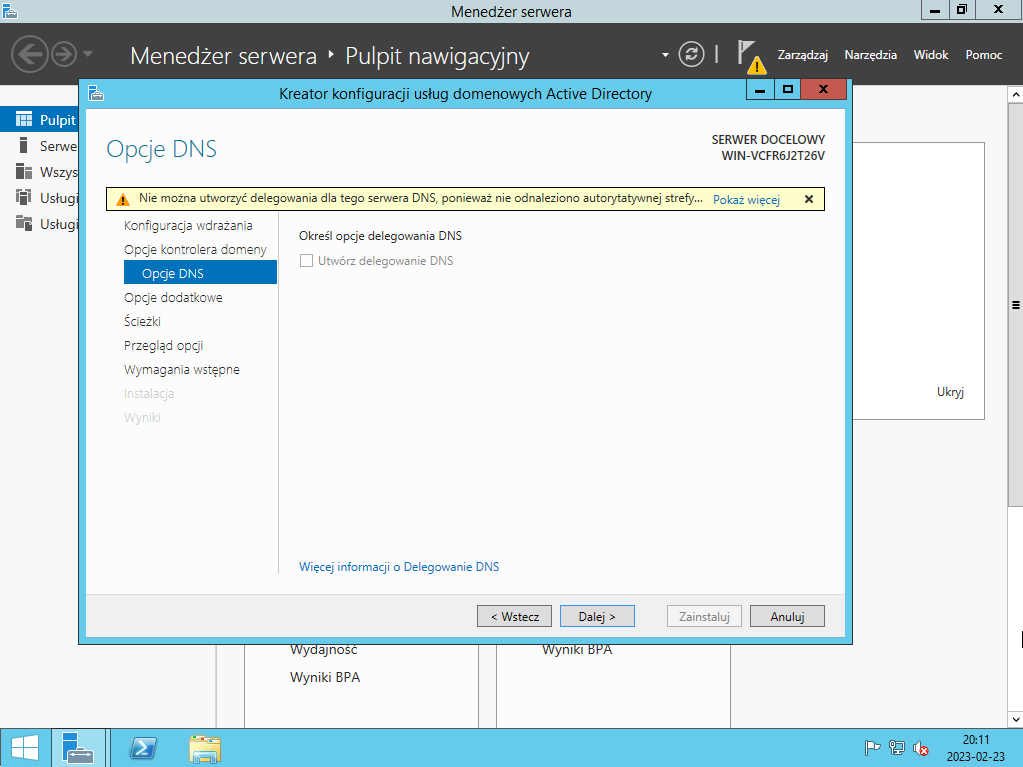 Menedżer serwera
Menedżer serwera
Pulpit nawigacyjny
Zarządzaj
Narzędzia
Widok
Pomoc
Pulpit
Serwe
Wszys
Usługi
Usługi
Kreator konfiguracji usług domenowych Active Directory
Opcje DNS
SERWER DOCELOWY
WIN-VCFR6J2T26V
Nie można utworzyć delegowania dla tego serwera DNS, ponieważ nie odnaleziono autorytatywnej strefy...
Pokaż więcej
Konfiguracja wdrażania
Opcje kontrolera domeny
Opcje DNS
Opcje dodatkowe
Ścieżki
Przegląd opcji
Wymagania wstępne
Instalacja
Wyniki
Określ opcje delegowania DNS
Utwórz delegowanie DNS
Więcej informacji o Delegowanie DNS
< Wstecz
Dalej >
Zainstaluj
Anuluj
Ukryj
Wydajność
Wyniki BPA
Wyniki BPA
20:11
2023-02-23